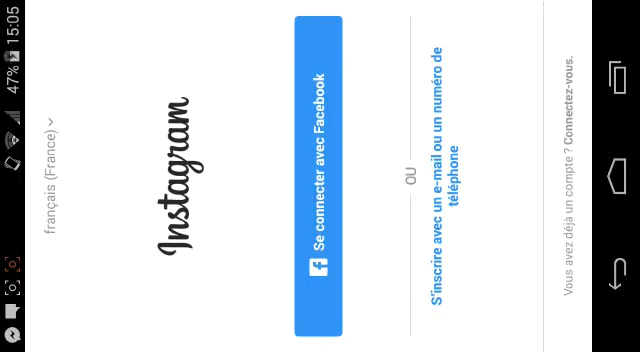 47% 15:05
français (France)
Instagram
Se connecter avec Facebook
OU
S'inscrire avec un e-mail ou un numéro de
téléphone
Vous avez déjà un compte ? Connectez-vous.